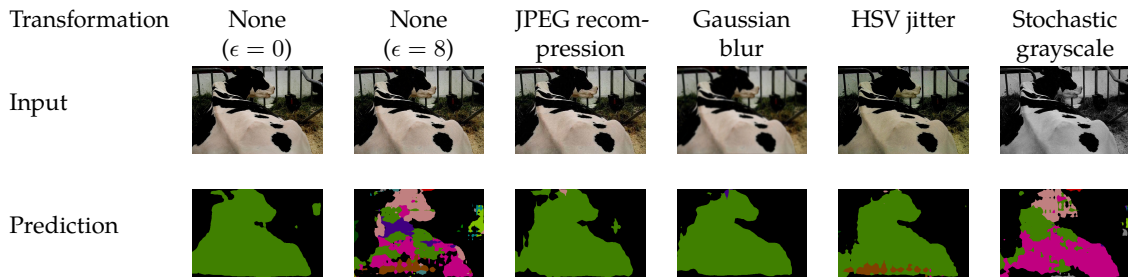 Transformation None None JPEG recom- Gaussian HSV jitter Stochastic
(ϵ = 0) (ϵ = 8) pression blur grayscale
Input
Prediction